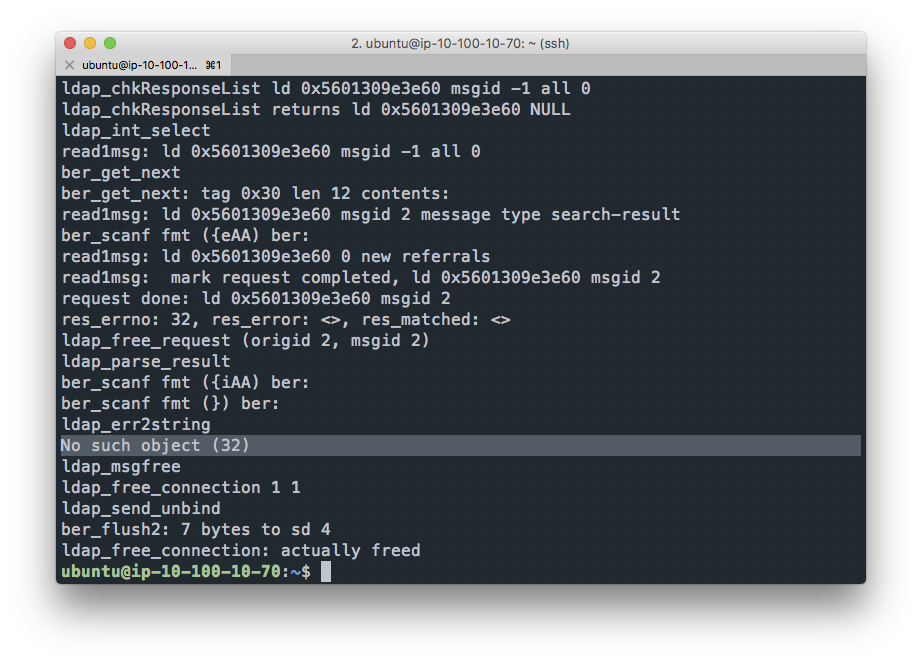 2. ubuntu@ip-10-100-10-70: ~ (ssh)
ubuntu@ip-10-100-1... ⌘1
ldap_chkResponseList ld 0x5601309e3e60 msgid -1 all 0
ldap_chkResponseList returns ld 0x5601309e3e60 NULL
ldap_int_select
read1msg: ld 0x5601309e3e60 msgid -1 all 0
ber_get_next
ber_get_next: tag 0x30 len 12 contents:
read1msg: ld 0x5601309e3e60 msgid 2 message type search-result
ber_scanf fmt ({eAA) ber:
read1msg: ld 0x5601309e3e60 0 new referrals
read1msg:  mark request completed, ld 0x5601309e3e60 msgid 2
request done: ld 0x5601309e3e60 msgid 2
res_errno: 32, res_error: <>, res_matched: <>
ldap_free_request (origid 2, msgid 2)
ldap_parse_result
ber_scanf fmt ({iAA) ber:
ber_scanf fmt (}) ber:
ldap_err2string
No such object (32)
ldap_msgfree
ldap_free_connection 1 1
ldap_send_unbind
ber_flush2: 7 bytes to sd 4
ldap_free_connection: actually freed
ubuntu@ip-10-100-10-70:~$